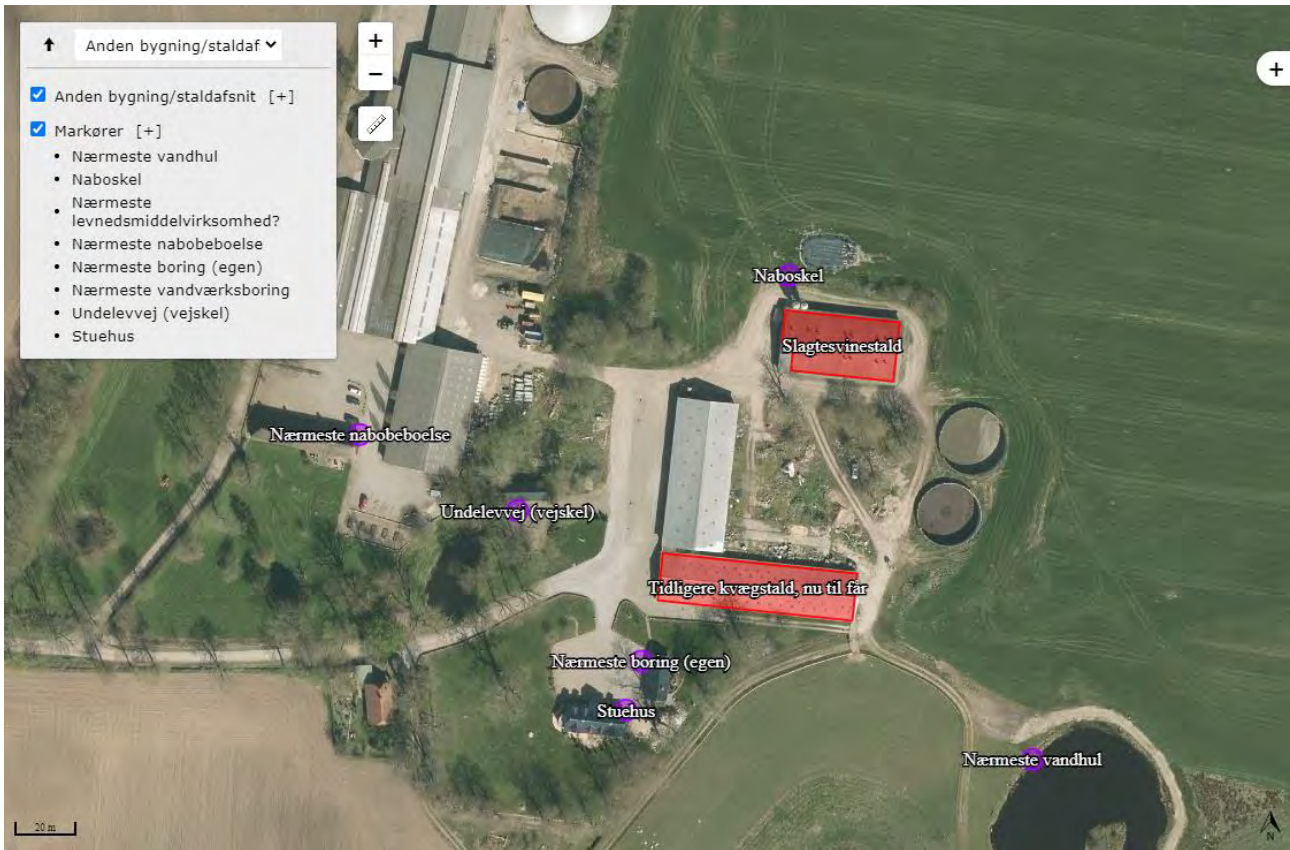 Anden bygning/staldaf
Anden bygning/staldafsnit [+]
Markører [+]
• Nærmeste vandhul
• Naboskel
• Nærmeste
levnedsmiddelvirksomhed?
• Nærmeste nabobeboelse
• Nærmeste boring (egen)
• Nærmeste vandværksboring
• Undelevvej (vejskel)
• Stuehus
+
−
+
Naboskel
Slagtesvinestald
Nærmeste nabobeboelse
Undelevvej (vejskel)
Tidligere kvægstald, nu til får
Nærmeste boring (egen)
Stuehus
Nærmeste vandhul
20 m
N